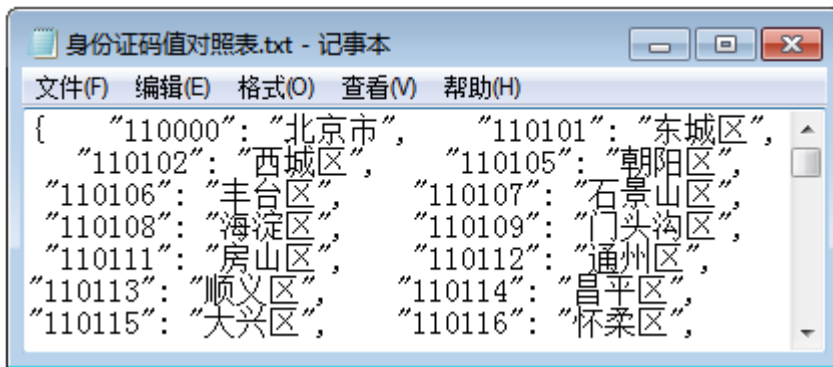 身份证码值对照表.txt - 记事本
文件(F) 编辑(E) 格式(O) 查看(V) 帮助(H)
{ "110000": "北京市", "110101": "东城区",
"110102": "西城区", "110105": "朝阳区",
"110106": "丰台区", "110107": "石景山区",
"110108": "海淀区", "110109": "门头沟区",
"110111": "房山区", "110112": "通州区",
"110113": "顺义区", "110114": "昌平区",
"110115": "大兴区", "110116": "怀柔区",